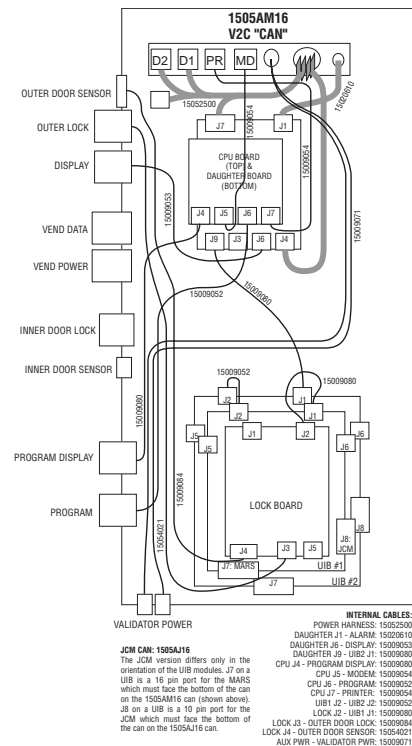 1505AM16
V2C "CAN"
D2
D1
PR
MD
OUTER DOOR SENSOR
15052500
15009054
15020610
OUTER LOCK
J7
J1
DISPLAY
CPU BOARD
(TOP) &
DAUGHTER BOARD
(BOTTOM)
15009054
15009053
15009071
J4
J5
J6
J7
VEND DATA
J9
J3
J6
J4
VEND POWER
15009052
15009080
INNER DOOR LOCK
INNER DOOR SENSOR
15009052
15009080
15009080
J2
J1
J2
J1
J5
J1
J2
J6
J5
J6
PROGRAM DISPLAY
15009084
LOCK BOARD
PROGRAM
15054021
J8
J8:
JCM
J4
J3
J5
J7: MARS
UIB #1
J7
UIB #2
VALIDATOR POWER
JCM CAN: 1505AJ16
The JCM version differs only in the
orientation of the UIB modules. J7 on a
UIB is a 16 pin port for the MARS
which must face the bottom of the can
on the 1505AM16 can (shown above).
J8 on a UIB is a 10 pin port for the
JCM which must face the bottom of
the can on the 1505AJ16 can.
INTERNAL CABLES:
POWER HARNESS: 15052500
DAUGHTER J1 - ALARM: 15020610
DAUGHTER J6 - DISPLAY: 15009053
DAUGHTER J9 - UIB2 J1: 15009080
CPU J4 - PROGRAM DISPLAY: 15009080
CPU J5 - MODEM: 15009054
CPU J6 - PROGRAM: 15009052
CPU J7 - PRINTER: 15009054
UIB1 J2 - UIB2 J2: 15009052
LOCK J2 - UIB1 J1: 15009080
LOCK J3 - OUTER DOOR LOCK: 15009084
LOCK J4 - OUTER DOOR SENSOR: 15054021
AUX PWR - VALIDATOR PWR: 15009071